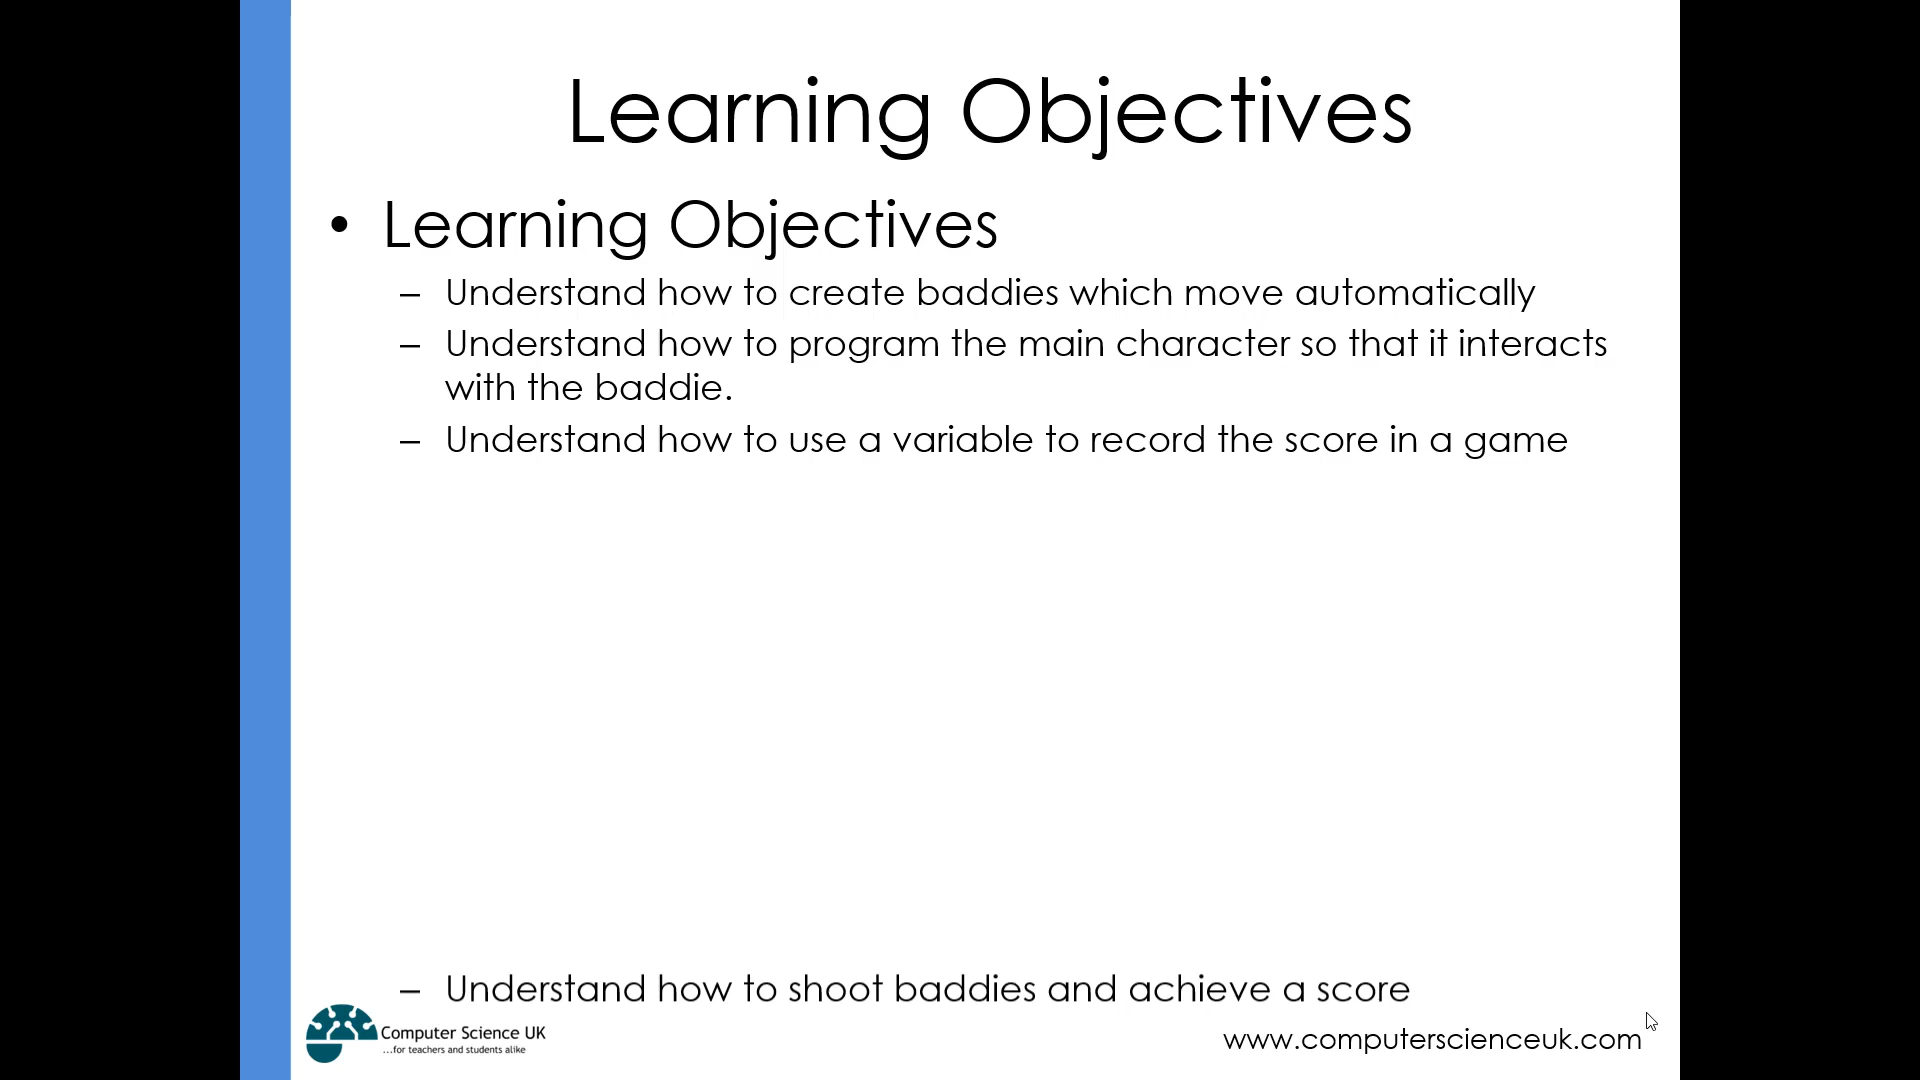 Learning Objectives
• Learning Objectives
– Understand how to create baddies which move automatically
– Understand how to program the main character so that it interacts
with the baddie.
– Understand how to use a variable to record the score in a game
– Understand how to shoot baddies and achieve a score
Computer Science UK
...for teachers and students alike
www.computerscienceuk.com